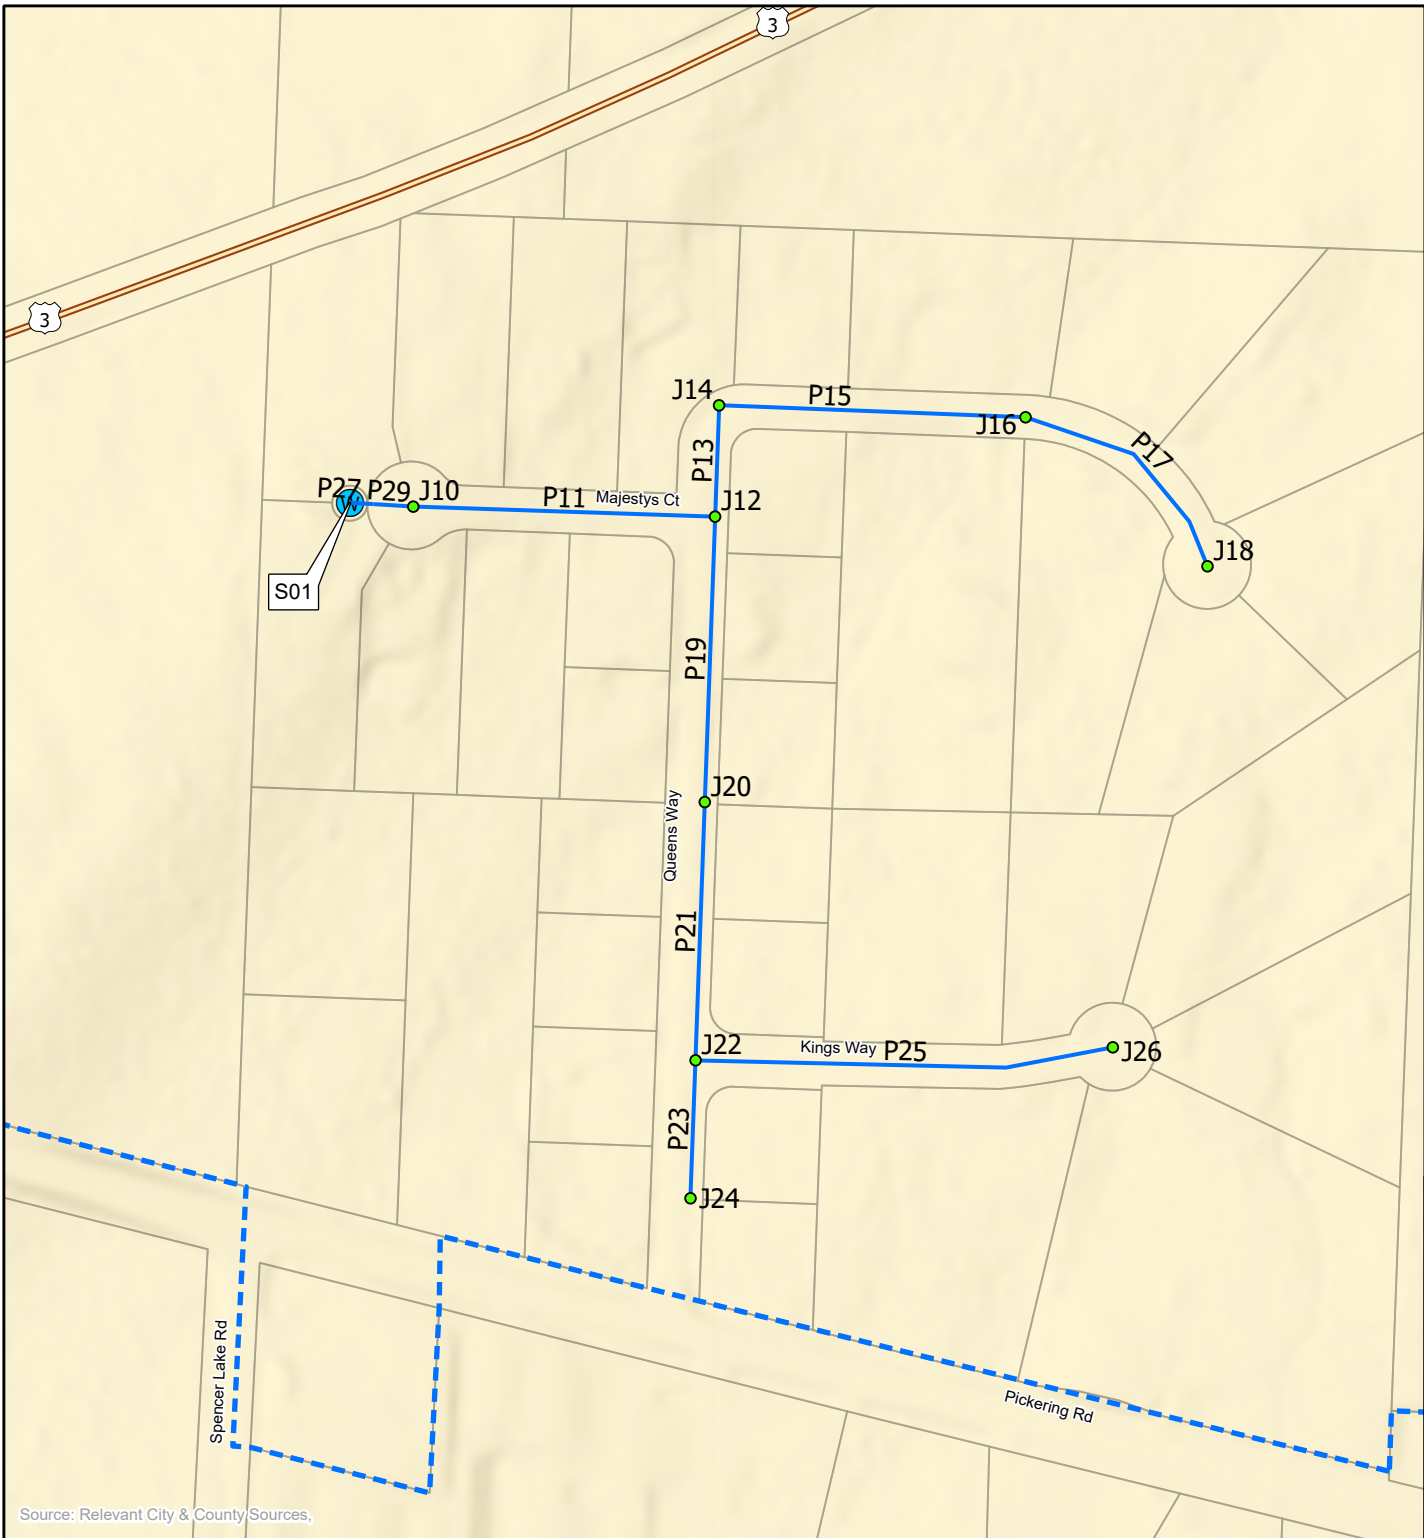 3
3
J14
P15
J16
P17
P13
P27
P29
J10
P11
Majestys Ct
J12
W
J18
S01
P19
J20
Queens Way
P21
J22
Kings Way
P25
J26
P23
J24
Spencer Lake Rd
Pickering Rd
Source: Relevant City & County Sources,